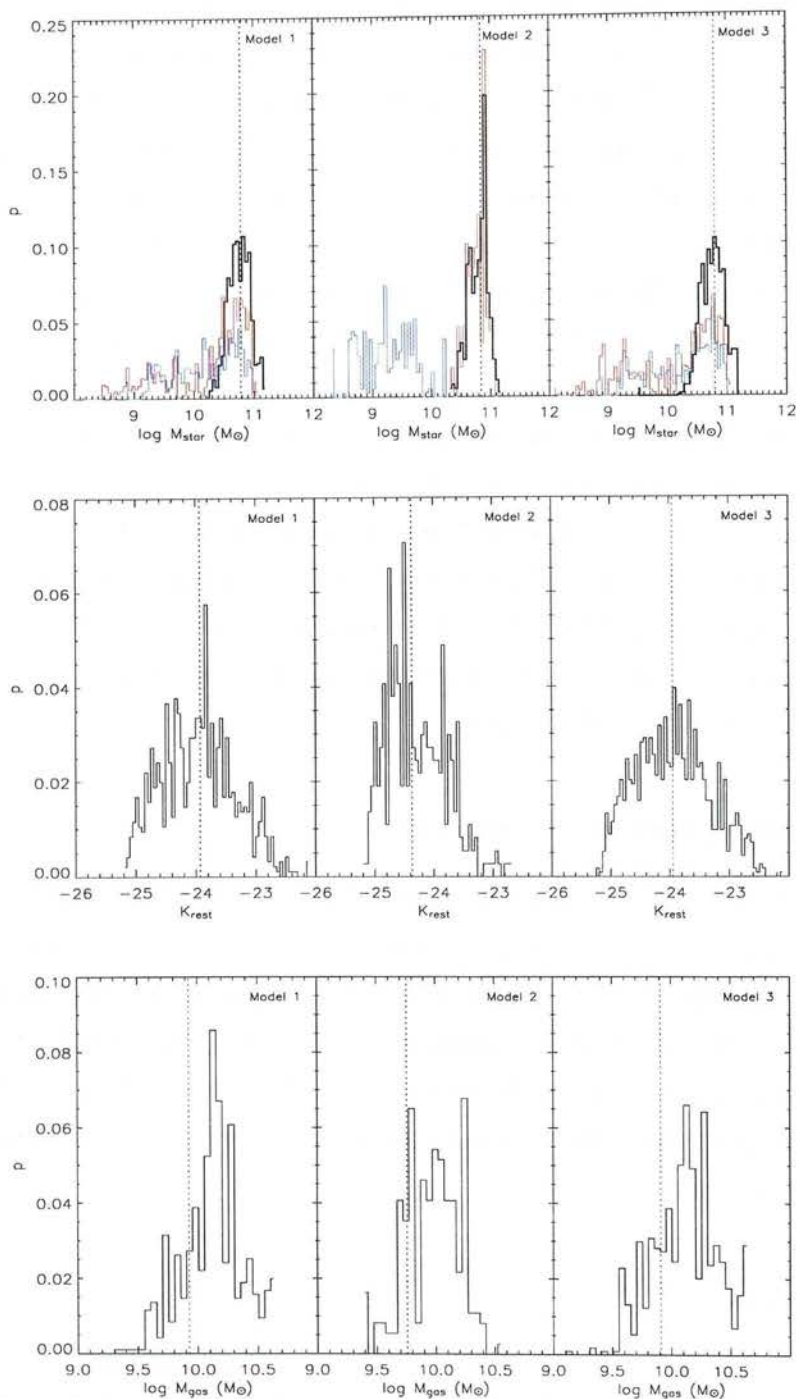 0.25
0.20
0.15
0.10
0.05
0.00
p
Model 1
Model 2
Model 3
9 10 11 12
9 10 11 12
9 10 11 12
log M_star (M⊙)
log M_star (M⊙)
log M_star (M⊙)
0.08
0.06
0.04
0.02
0.00
p
Model 1
Model 2
Model 3
−26 −25 −24 −23
−26 −25 −24 −23
−26 −25 −24 −23
K_rest
K_rest
K_rest
0.10
0.08
0.06
0.04
0.02
0.00
p
Model 1
Model 2
Model 3
9.0 9.5 10.0 10.5
9.0 9.5 10.0 10.5
9.0 9.5 10.0 10.5
log M_gas (M⊙)
log M_gas (M⊙)
log M_gas (M⊙)